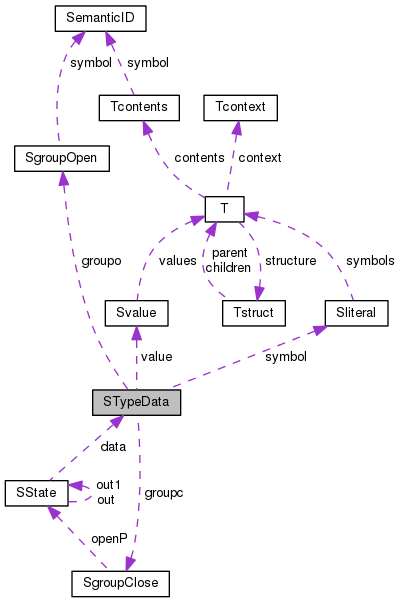 SemanticID
symbol
symbol
Tcontents
Tcontext
SgroupOpen
contents
context
T
groupo
values
parent
children
structure
symbols
Svalue
Tstruct
Sliteral
value
symbol
STypeData
data
out1
out
SState
groupc
openP
SgroupClose